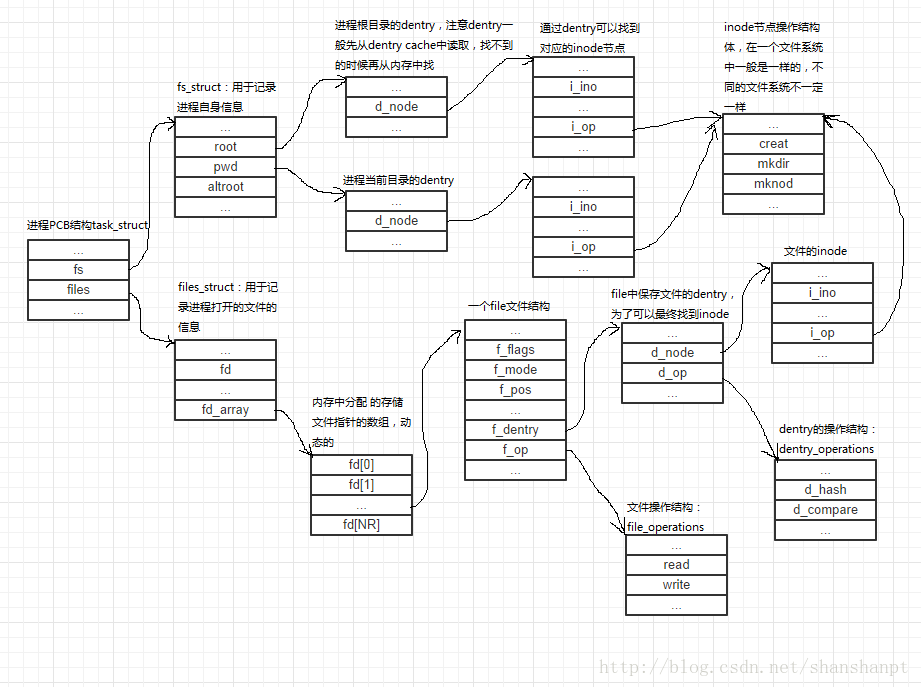 进程PCB结构task_struct
...
fs
files
...
fs_struct：用于记录
进程自身信息
...
root
pwd
altroot
...
files_struct：用于记
录进程打开的文件的
信息
...
fd
...
fd_array
进程根目录的dentry，注意dentry一
般先从dentry cache中读取，找不到
的时候再从内存中找
...
d_node
...
进程当前目录的dentry
...
d_node
...
内存中分配 的存储
文件指针的数组，动
态的
fd[0]
fd[1]
...
fd[NR]
通过dentry可以找到
对应的inode节点
...
i_ino
...
i_op
...
...
i_ino
...
i_op
...
一个file文件结构
...
f_flags
f_mode
f_pos
...
f_dentry
f_op
...
inode节点操作结构
体，在一个文件系统
中一般是一样的，不
同的文件系统不一定
一样
...
creat
mkdir
mknod
...
file中保存文件的dentry，
为了可以最终找到inode
...
d_node
d_op
...
文件的inode
...
i_ino
...
i_op
...
dentry的操作结构：
dentry_operations
...
d_hash
d_compare
...
文件操作结构：
file_operations
...
read
write
...
http://blog.csdn.net/shanshanpt